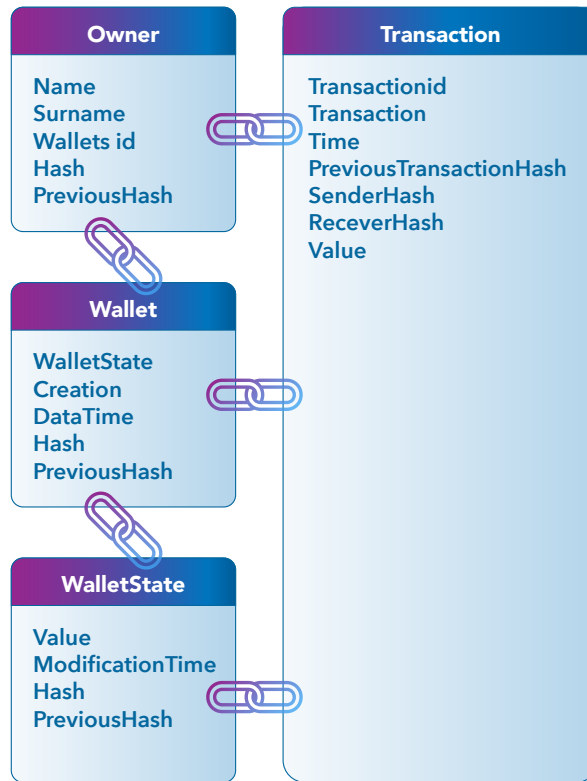 Owner
Name
Surname
Wallets id
Hash
PreviousHash
Transaction
Transactionid
Transaction
Time
PreviousTransactionHash
SenderHash
ReceverHash
Value
Wallet
WalletState
Creation
DataTime
Hash
PreviousHash
WalletState
Value
ModificationTime
Hash
PreviousHash